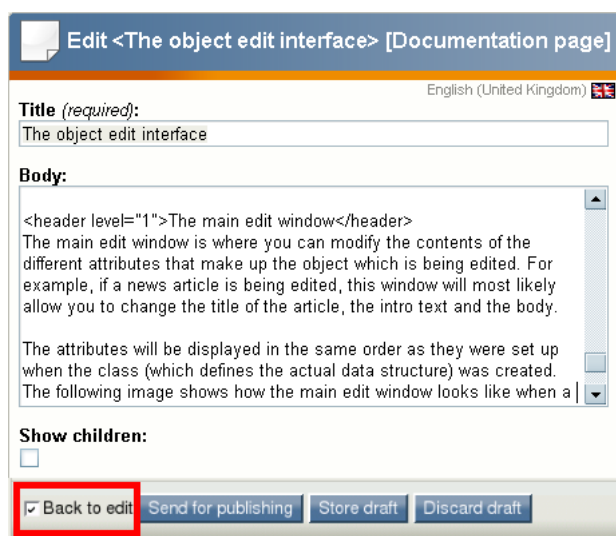 Edit <The object edit interface> [Documentation page]
English (United Kingdom)
Title (required):
The object edit interface
Body:
<header level="1">The main edit window</header>
The main edit window is where you can modify the contents of the
different attributes that make up the object which is being edited. For
example, if a news article is being edited, this window will most likely
allow you to change the title of the article, the intro text and the body.
The attributes will be displayed in the same order as they were set up
when the class (which defines the actual data structure) was created.
The following image shows how the main edit window looks like when a
Show children:
Back to edit Send for publishing Store draft Discard draft